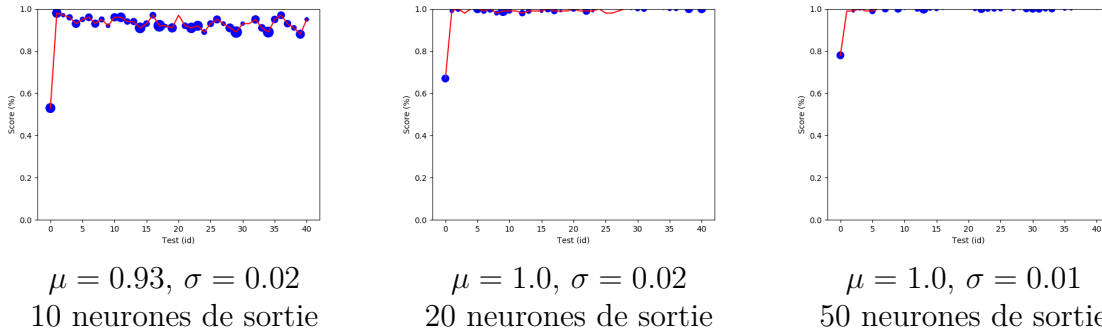 1.0
0.8
0.6
0.4
0.2
0.0
Score (%)
0 5 10 15 20 25 30 35 40
Test (id)
μ = 0.93, σ = 0.02
10 neurones de sortie
1.0
0.8
0.6
0.4
0.2
0.0
Score (%)
0 5 10 15 20 25 30 35 40
Test (id)
μ = 1.0, σ = 0.02
20 neurones de sortie
1.0
0.8
0.6
0.4
0.2
0.0
Score (%)
0 5 10 15 20 25 30 35 40
Test (id)
μ = 1.0, σ = 0.01
50 neurones de sortie